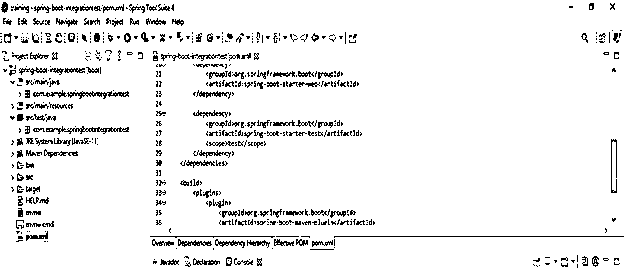 training - spring-boot-integrationtest/pom.xml - Spring Tool Suite 4
File Edit Source Navigate Search Project Run Window Help
Project Explorer
spring-boot-integrationtest/pom.xml
spring-boot-integrationtest [boot]
src/main/java
com.example.springbootintegrationtest
src/main/resources
src/test/java
com.example.springbootintegrationtest
JRE System Library [JavaSE-11]
Maven Dependencies
bin
src
target
HELP.md
mvnw
mvnw.cmd
pom.xml
20 <dependency>
21 <groupId>org.springframework.boot</groupId>
22 <artifactId>spring-boot-starter-web</artifactId>
23 </dependency>
24
25 <dependency>
26 <groupId>org.springframework.boot</groupId>
27 <artifactId>spring-boot-starter-test</artifactId>
28 <scope>test</scope>
29 </dependency>
30 </dependencies>
31
32 <build>
33 <plugins>
34 <plugin>
35 <groupId>org.springframework.boot</groupId>
36 <artifactId>spring-boot-maven-plugin</artifactId>
Overview Dependencies Dependency Hierarchy Effective POM pom.xml
Javadoc Declaration Console